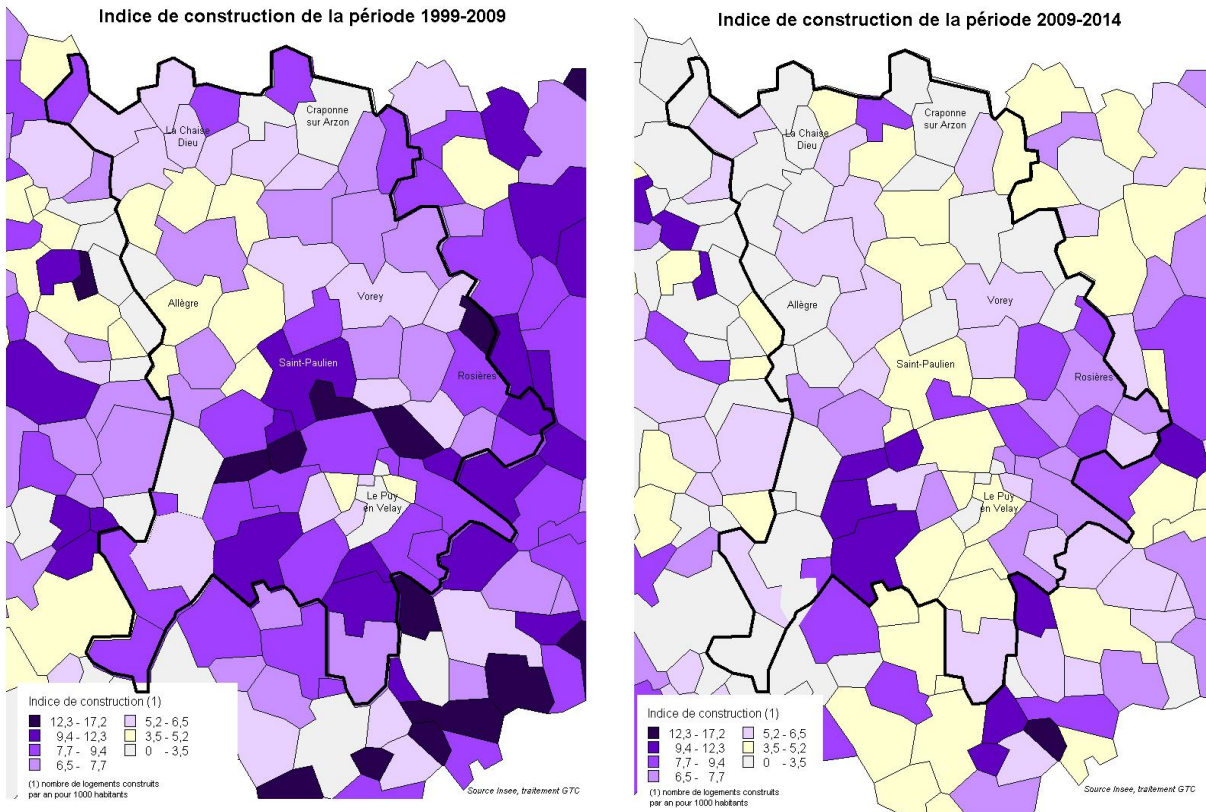 Indice de construction de la période 1999-2009
Craponne
sur Arzon
La Chaise
Dieu
Vorey
Allègre
Saint-Paulien
Rosières
Le Puy
en Velay
Indice de construction (1)
12,3 - 17,2
9,4 - 12,3
7,7 - 9,4
6,5 - 7,7
5,2 - 6,5
3,5 - 5,2
0 - 3,5
(1) nombre de logements construits
par an pour 1000 habitants
Source Insee, traitement GTC
Indice de construction de la période 2009-2014
Craponne
sur Arzon
La Chaise
Dieu
Allègre
Vorey
Saint-Paulien
Rosières
Le Puy
en Velay
Indice de construction (1)
12,3 - 17,2
9,4 - 12,3
7,7 - 9,4
6,5 - 7,7
5,2 - 6,5
3,5 - 5,2
0 - 3,5
(1) nombre de logements construits
par an pour 1000 habitants
Source Insee, traitement GTC